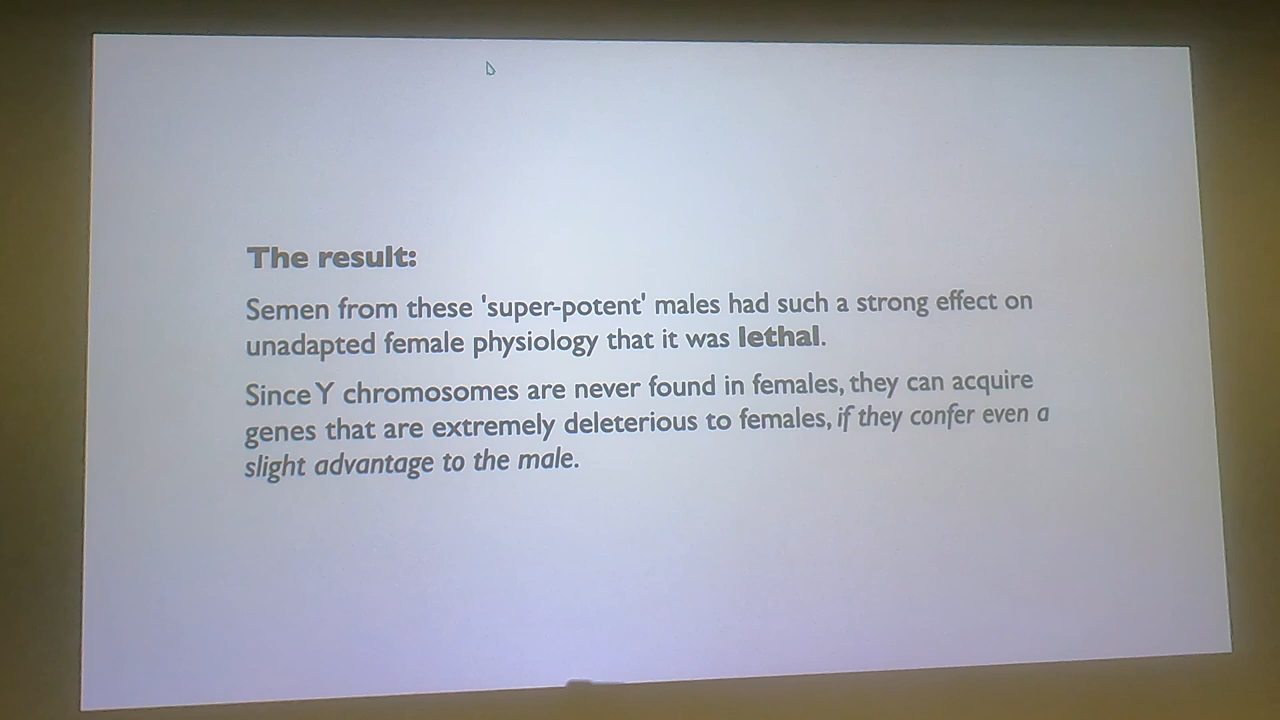 The result:
Semen from these 'super-potent' males had such a strong effect on
unadapted female physiology that it was lethal.
Since Y chromosomes are never found in females, they can acquire
genes that are extremely deleterious to females, if they confer even a
slight advantage to the male.